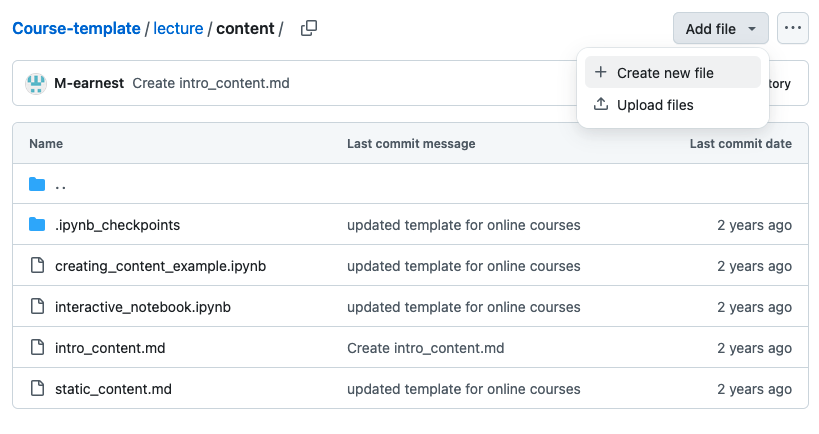 Course-template / lecture / content / Add file
M-earnest Create intro_content.md tory
Create new file
Upload files
Name Last commit message Last commit date
..
.ipynb_checkpoints updated template for online courses 2 years ago
creating_content_example.ipynb updated template for online courses 2 years ago
interactive_notebook.ipynb updated template for online courses 2 years ago
intro_content.md Create intro_content.md 2 years ago
static_content.md updated template for online courses 2 years ago